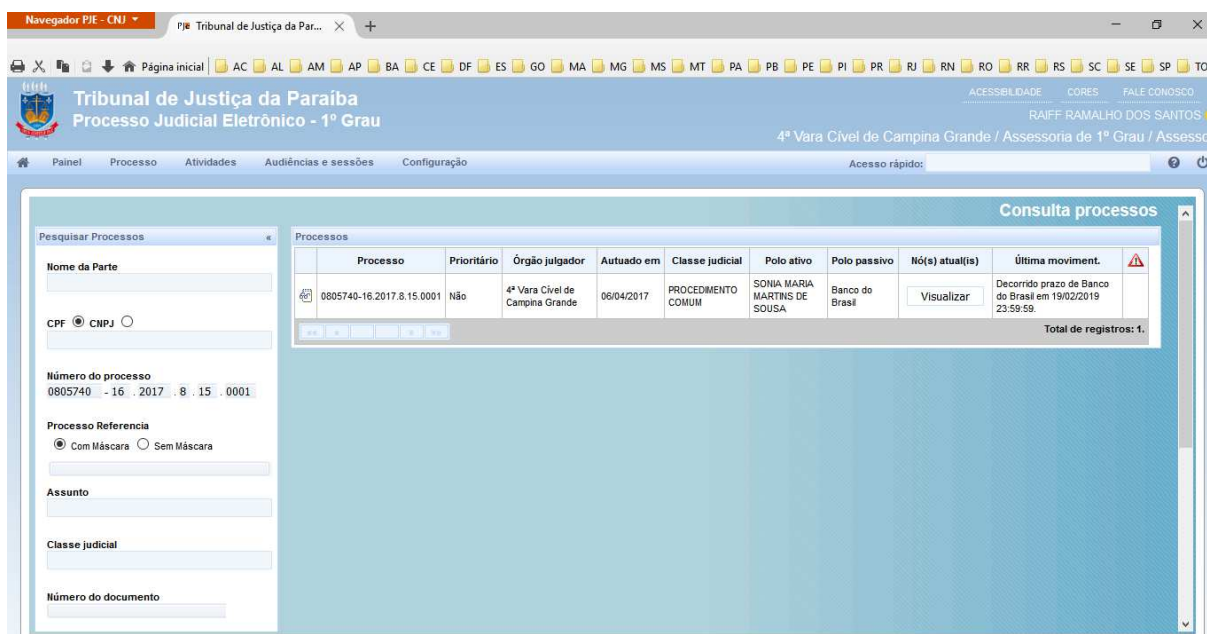 Navegador PJE - CNJ
PJe Tribunal de Justiça da Par...
Página inicial AC AL AM AP BA CE DF ES GO MA MG MS MT PA PB PE PI PR RJ RN RO RR RS SC SE SP TO
Tribunal de Justiça da Paraíba
Processo Judicial Eletrônico - 1º Grau
ACESSIBILIDADE CORES FALE CONOSCO
RAIFF RAMALHO DOS SANTOS
4ª Vara Cível de Campina Grande / Assessoria de 1º Grau / Assesso
Painel Processo Atividades Audiências e sessões Configuração Acesso rápido:
Consulta processos
Pesquisar Processos
Nome da Parte
CPF CNPJ
Número do processo
0805740 - 16 . 2017 . 8 . 15 . 0001
Processo Referencia
Com Máscara Sem Máscara
Assunto
Classe judicial
Número do documento
Processos
Processo Prioritário Órgão julgador Autuado em Classe judicial Polo ativo Polo passivo Nó(s) atual(is) Última moviment.
0805740-16.2017.8.15.0001 Não 4ª Vara Cível de Campina Grande 06/04/2017 PROCEDIMENTO COMUM SONIA MARIA MARTINS DE SOUSA Banco do Brasil Visualizar Decorrido prazo de Banco do Brasil em 19/02/2019 23:59:59.
Total de registros: 1.